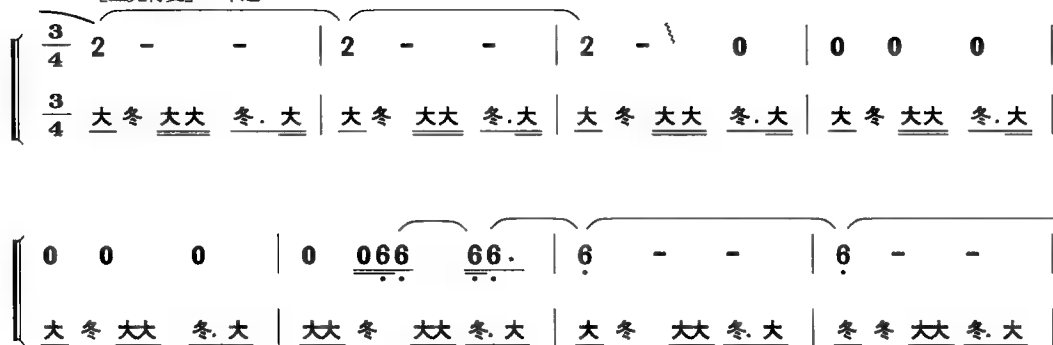 3/4 2 - - | 2 - - | 2 - 0 | 0 0 0 |
3/4 大 冬 大大 冬. 大 | 大 冬 大大 冬. 大 | 大 冬 大大 冬. 大 | 大 冬 大大 冬. 大 |
0 0 0 | 0 066 66. | 6 - - | 6 - -
大 冬 大大 冬. 大 | 大大 冬 大大 冬. 大 | 大 冬 大大 冬. 大 | 冬 冬 大大 冬. 大